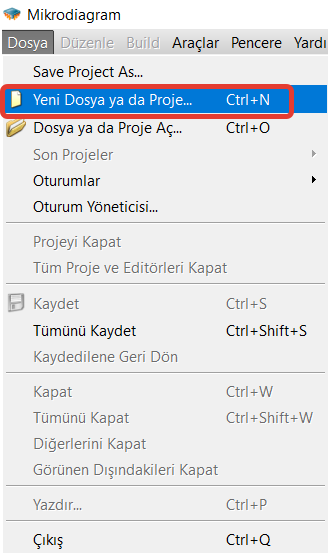 Mikrodiagram
Dosya Düzenle Build Araçlar Pencere Yardı
Save Project As...
Yeni Dosya ya da Proje... Ctrl+N
Dosya ya da Proje Aç... Ctrl+O
Son Projeler
Oturumlar
Oturum Yöneticisi...
Projeyi Kapat
Tüm Proje ve Editörleri Kapat
Kaydet Ctrl+S
Tümünü Kaydet Ctrl+Shift+S
Kaydedilene Geri Dön
Kapat Ctrl+W
Tümünü Kapat Ctrl+Shift+W
Diğerlerini Kapat
Görünen Dışındakileri Kapat
Yazdır... Ctrl+P
Çıkış Ctrl+Q